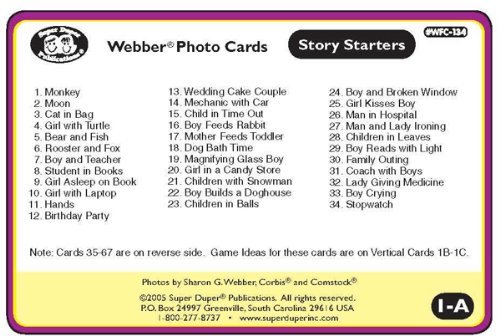 #WFC-134
Super Duper® Publications
Webber® Photo Cards
Story Starters
1. Monkey
2. Moon
3. Cat in Bag
4. Girl with Turtle
5. Bear and Fish
6. Rooster and Fox
7. Boy and Teacher
8. Student in Books
9. Girl Asleep on Book
10. Girl with Laptop
11. Hands
12. Birthday Party
13. Wedding Cake Couple
14. Mechanic with Car
15. Child in Time Out
16. Boy Feeds Rabbit
17. Mother Feeds Toddler
18. Dog Bath Time
19. Magnifying Glass Boy
20. Girl in a Candy Store
21. Children with Snowman
22. Boy Builds a Doghouse
23. Children in Balls
24. Boy and Broken Window
25. Girl Kisses Boy
26. Man in Hospital
27. Man and Lady Ironing
28. Children in Leaves
29. Boy Reads with Light
30. Family Outing
31. Coach with Boys
32. Lady Giving Medicine
33. Boy Crying
34. Stopwatch
Note: Cards 35-67 are on reverse side. Game Ideas for these cards are on Vertical Cards 1B-1C.
Photos by Sharon G. Webber, Corbis® and Comstock®
©2005 Super Duper® Publications. All rights reserved.
P.O. Box 24997 Greenville, South Carolina 29616 USA
1-800-277-8737 • www.superduperinc.com
1-A